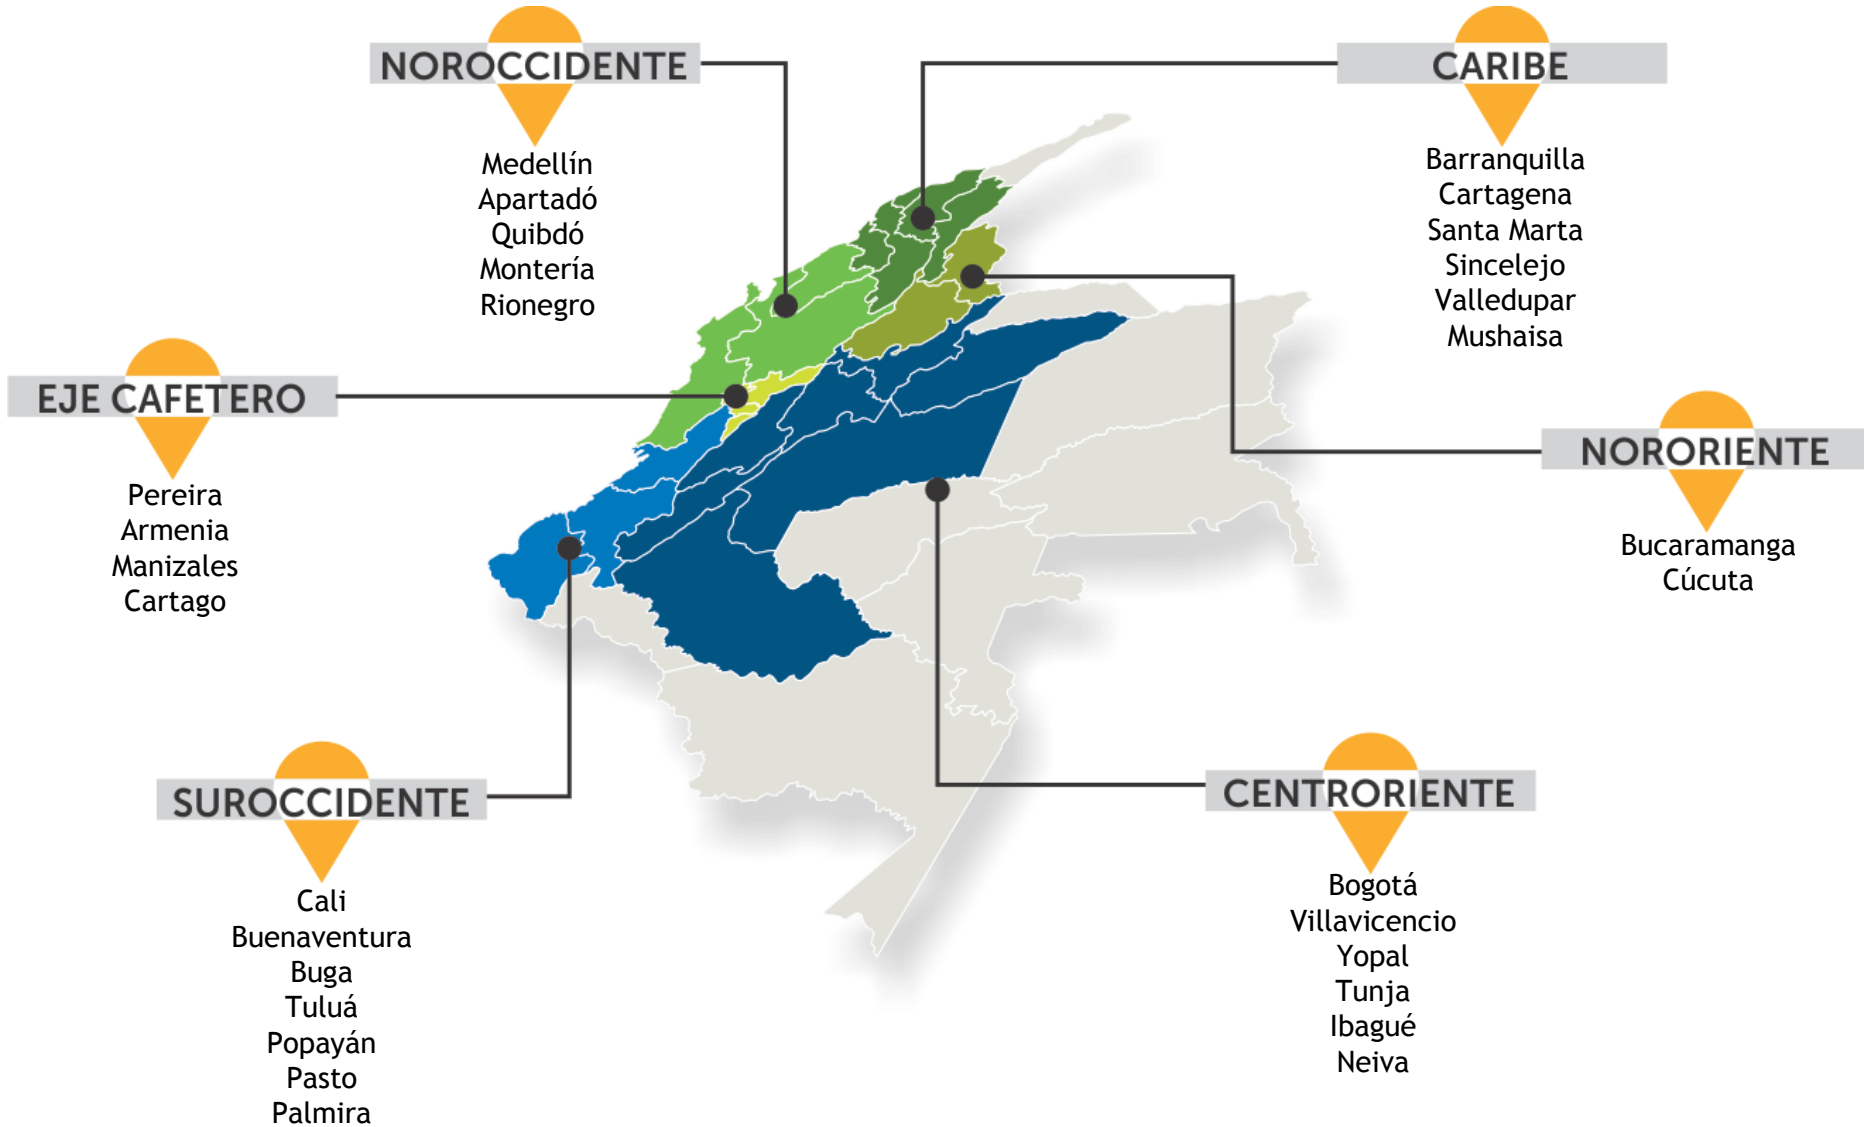 NOROCCIDENTE
Medellín
Apartadó
Quibdó
Montería
Rionegro
CARIBE
Barranquilla
Cartagena
Santa Marta
Sincelejo
Valledupar
Mushaisa
EJE CAFETERO
Pereira
Armenia
Manizales
Cartago
NORORIENTE
Bucaramanga
Cúcuta
SUROCCIDENTE
Cali
Buenaventura
Buga
Tuluá
Popayán
Pasto
Palmira
CENTRORIENTE
Bogotá
Villavicencio
Yopal
Tunja
Ibagué
Neiva